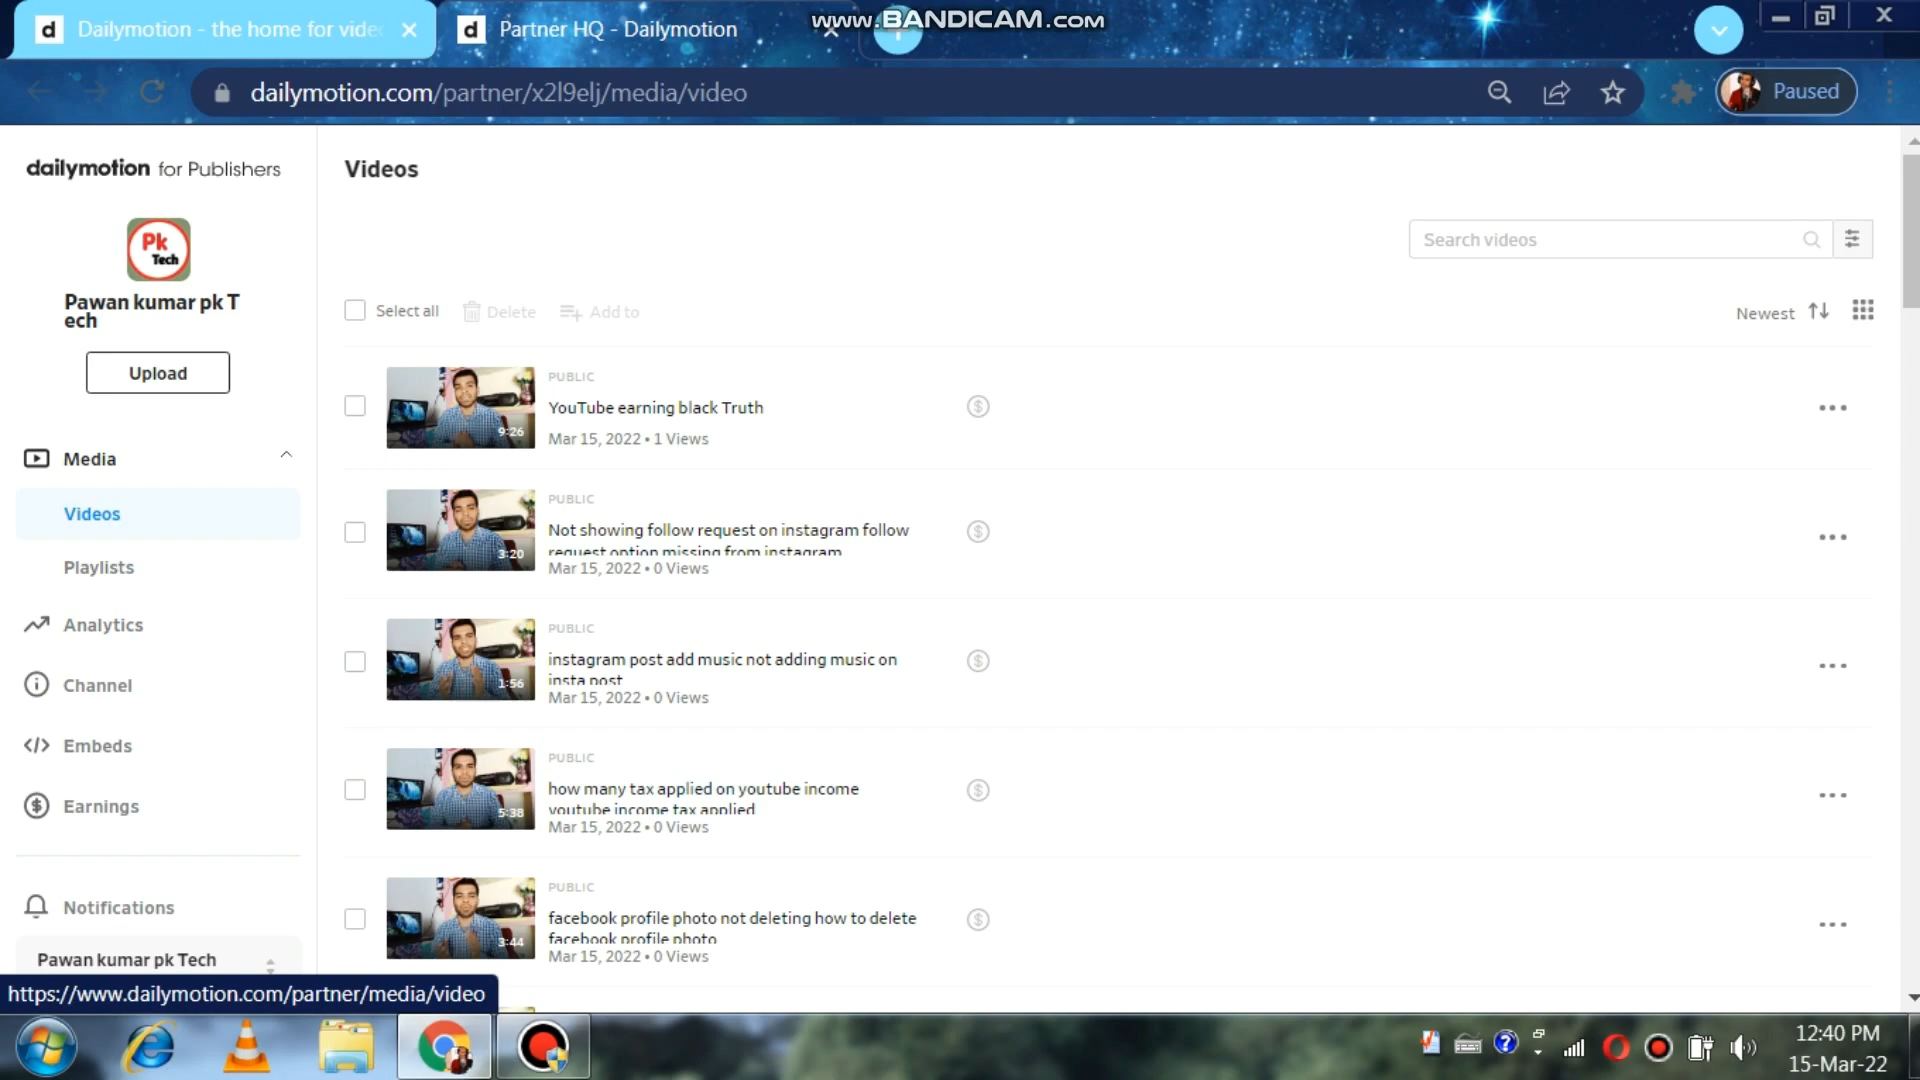 www.BANDICAM.com
d Dailymotion - the home for vide
d Partner HQ - Dailymotion
dailymotion.com/partner/x2l9elj/media/video
Paused
dailymotion for Publishers
Pk
Tech
Pawan kumar pk T
ech
Upload
Media
Videos
Playlists
Analytics
Channel
Embeds
Earnings
Notifications
Pawan kumar pk Tech
https://www.dailymotion.com/partner/media/video
Videos
Search videos
Select all
Delete
Add to
Newest
PUBLIC
YouTube earning black Truth
9:26
Mar 15, 2022 • 1 Views
PUBLIC
Not showing follow request on instagram follow
request option missing from instagram
3:20
Mar 15, 2022 • 0 Views
PUBLIC
instagram post add music not adding music on
insta post
1:56
Mar 15, 2022 • 0 Views
PUBLIC
how many tax applied on youtube income
youtube income tax applied
5:38
Mar 15, 2022 • 0 Views
PUBLIC
facebook profile photo not deleting how to delete
facebook profile photo
3:44
Mar 15, 2022 • 0 Views
12:40 PM
15-Mar-22